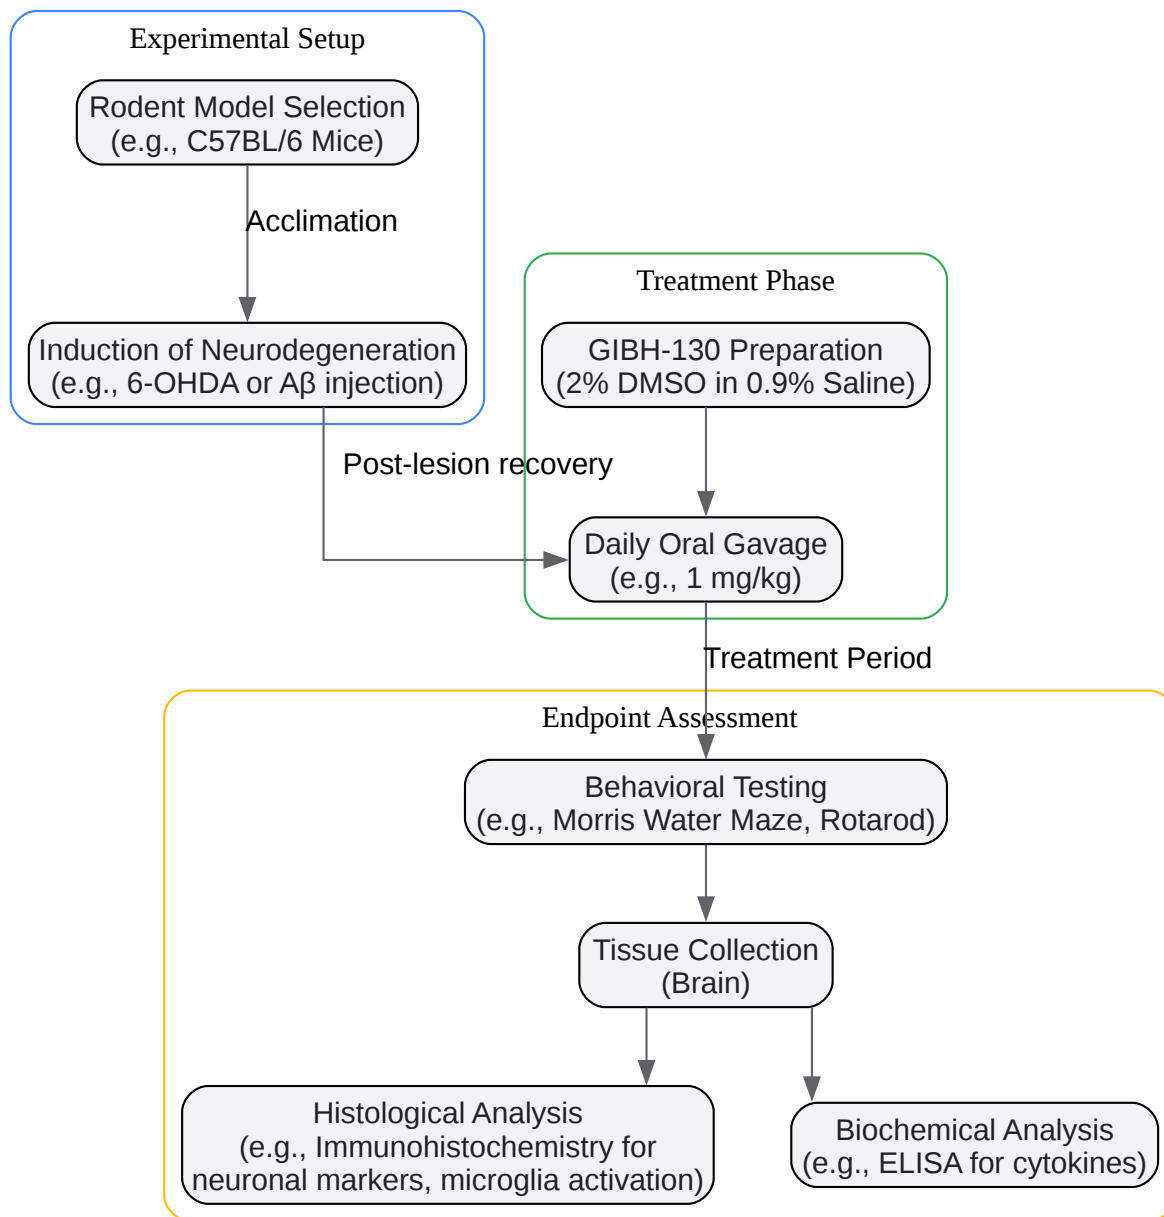 Experimental Setup
Rodent Model Selection
(e.g., C57BL/6 Mice)
Acclimation
Induction of Neurodegeneration
(e.g., 6-OHDA or Aβ injection)
Post-lesion recovery
Treatment Phase
GIBH-130 Preparation
(2% DMSO in 0.9% Saline)
Daily Oral Gavage
(e.g., 1 mg/kg)
Treatment Period
Endpoint Assessment
Behavioral Testing
(e.g., Morris Water Maze, Rotarod)
Tissue Collection
(Brain)
Histological Analysis
(e.g., Immunohistochemistry for
neuronal markers, microglia activation)
Biochemical Analysis
(e.g., ELISA for cytokines)